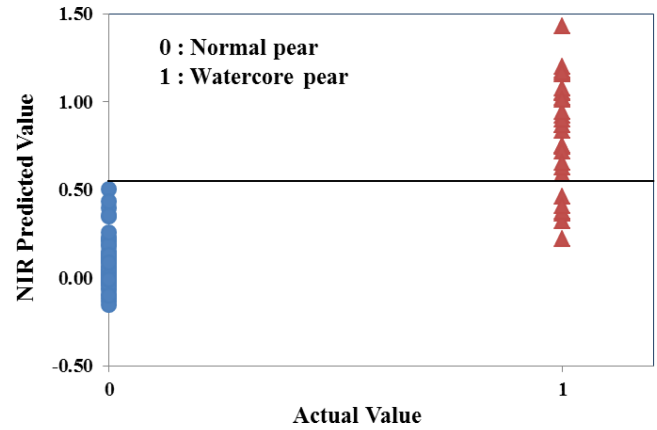 1.50
0 : Normal pear
1 : Watercore pear
1.00
NIR Predicted Value
0.50
0.00
-0.50
0
1
Actual Value